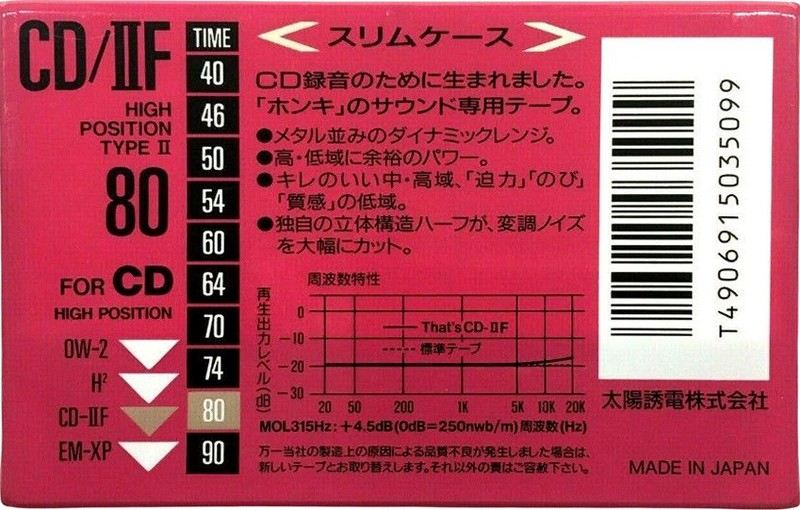 CD/IIF
HIGH
POSITION
TYPE II
80
FOR CD
HIGH POSITION
OW-2
H²
CD-IIF
EM-XP
TIME
40
46
50
54
60
64
70
74
80
90
スリムケース
CD録音のために生まれました。
「ホンキ」のサウンド専用テープ。
●メタル並みのダイナミックレンジ。
●高・低域に余裕のパワー。
●キレのいい中・高域、「迫力」「のび」
「質感」の低域。
●独自の立体構造ハーフが、変調ノイズ
を大幅にカット。
周波数特性
再生出力レベル(dB)
0
-10
-20
-30
That's CD-IIF
標準テープ
20 50 200 1K 5K 10K 20K
MOL315Hz:+4.5dB(0dB=250nwb/m)周波数(Hz)
万一当社の製造上の原因による品質不良が発生しました場合は、
新しいテープとお取り替えします。それ以外の責はご容赦下さい。
T4906915035099
太陽誘電株式会社
MADE IN JAPAN